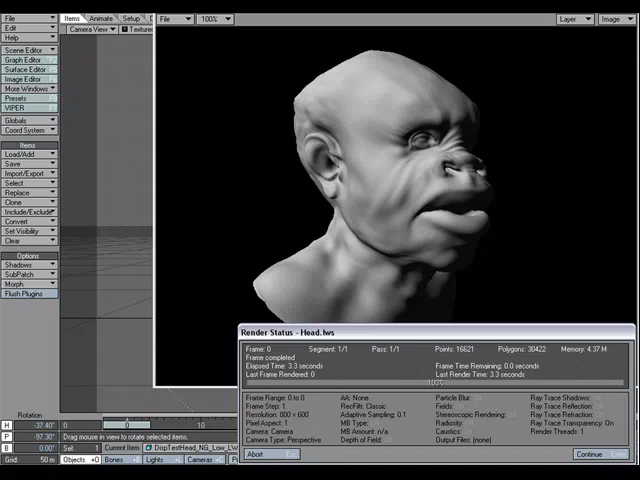 File
Edit
Help
Scene Editor
Graph Editor
Surface Editor
Image Editor
More Windows
Presets
VIPER
Globals
Coord System
Items
Load/Add
Save
Import/Export
Select
Replace
Clone
Include/Exclude
Convert
Set Visibility
Clear
Options
Shadows
SubPatch
Morph
Flush Plugins
Items Animate Setup
Camera View Texture
File 100% Layer Image
Render Status - Head.lws
Frame: 0 Segment: 1/1 Pass: 1/1 Points: 16621 Polygons: 30422 Memory: 4.37 M
Frame completed
Elapsed Time: 3.3 seconds Frame Time Remaining: 0.0 seconds
Last Frame Rendered: 0 Last Render Time: 3.3 seconds
100%
Frame Range: 0 to 0 AA: None Particle Blur: Ray Trace Shadows:
Frame Step: 1 RecFilt: Classic Fields: Ray Trace Reflection:
Resolution: 800 × 600 Adaptive Sampling: 0.1 Stereoscopic Rendering: Ray Trace Refraction:
Pixel Aspect: 1 MB Type: Radiosity Ray Trace Transparency: On
Camera: Camera MB Amount: n/a Caustics Render Threads: 1
Camera Type: Perspective Depth of Field Output Files: (none)
Abort Continue Enter
Rotation
H -37.40° 0 0 10
P -97.30° Drag mouse in view to rotate selected items.
B 0.00° Set 1 Current Item DispTestHead_NG_Low_LW
Grid: 50 m Objects +O Bones Lights Cameras